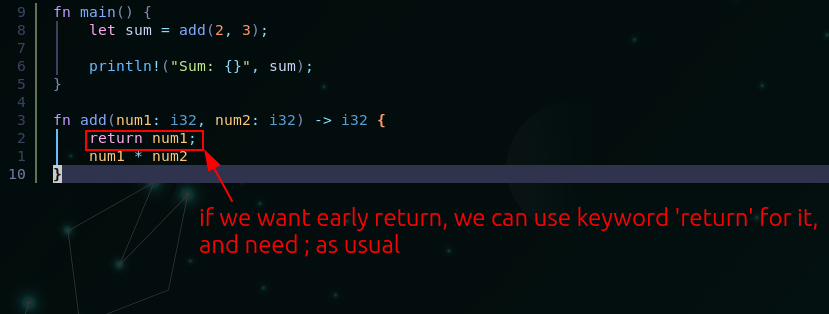 9 fn main() {
8     let sum = add(2, 3);
7
6     println!("Sum: {}", sum);
5 }
4
3 fn add(num1: i32, num2: i32) -> i32 {
2     return num1;
1     num1 * num2
10 }
if we want early return, we can use keyword 'return' for it,
and need ; as usual